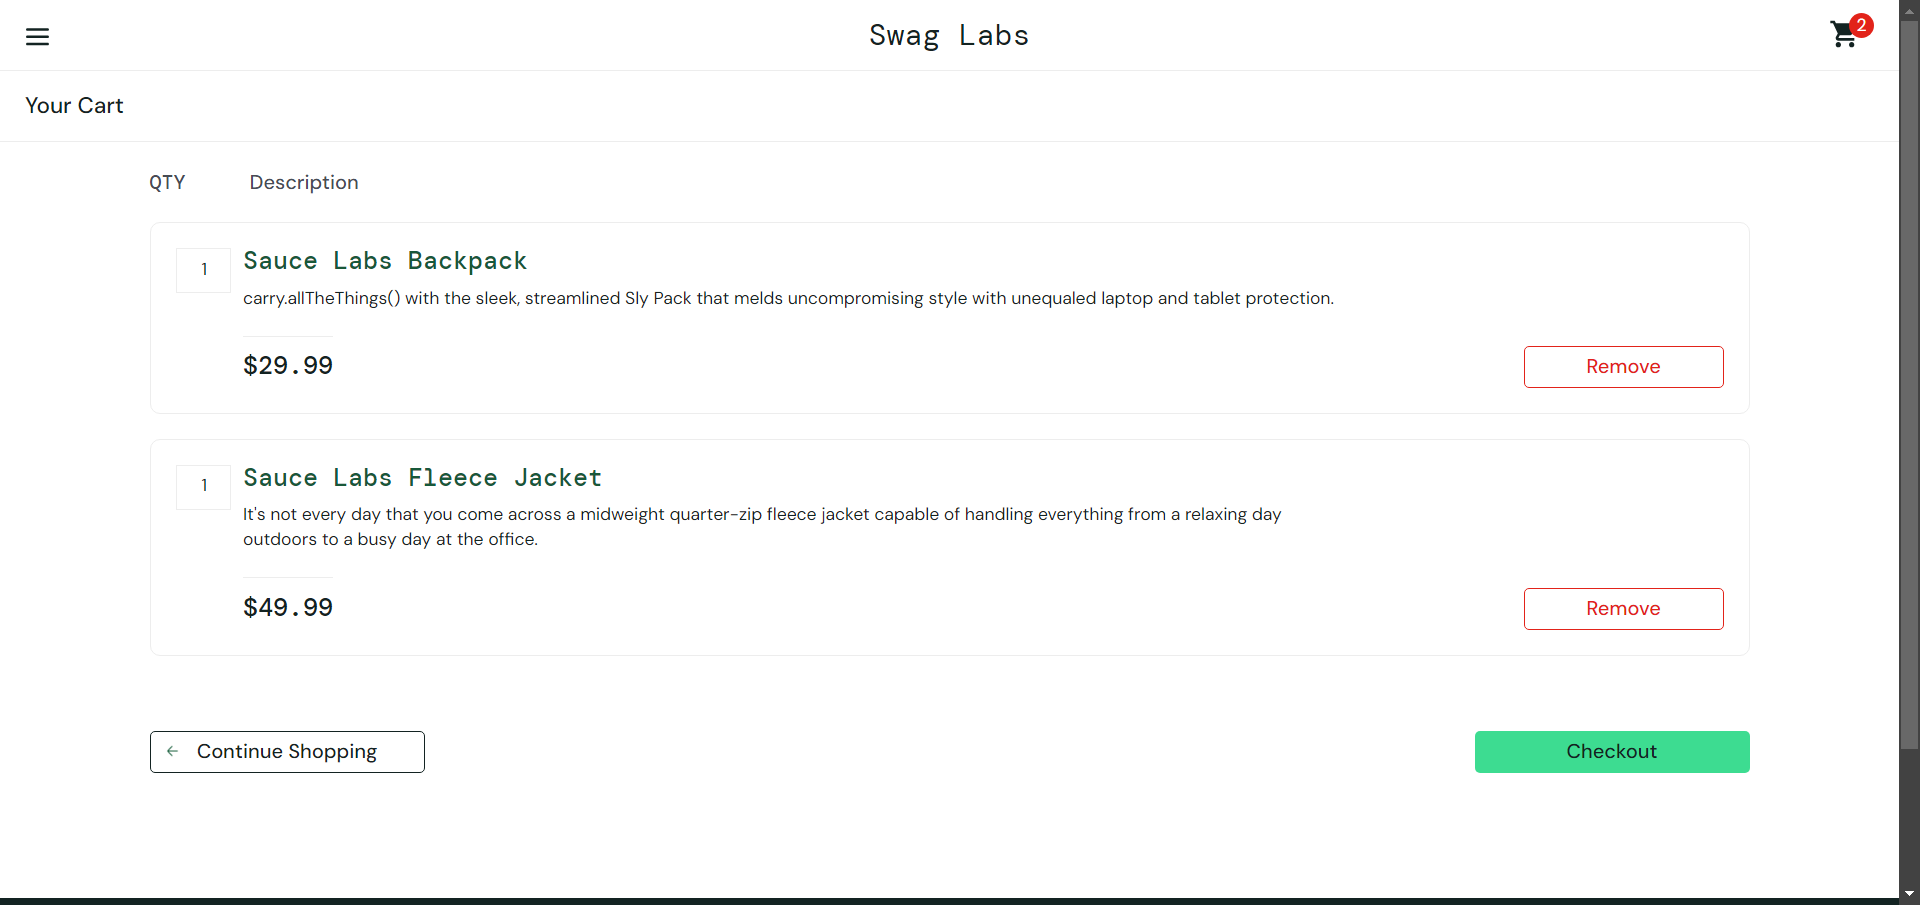 Swag Labs
2
Your Cart
QTY Description
1
Sauce Labs Backpack
carry.allTheThings() with the sleek, streamlined Sly Pack that melds uncompromising style with unequaled laptop and tablet protection.
$29.99
Remove
1
Sauce Labs Fleece Jacket
It's not every day that you come across a midweight quarter-zip fleece jacket capable of handling everything from a relaxing day
outdoors to a busy day at the office.
$49.99
Remove
Continue Shopping
Checkout